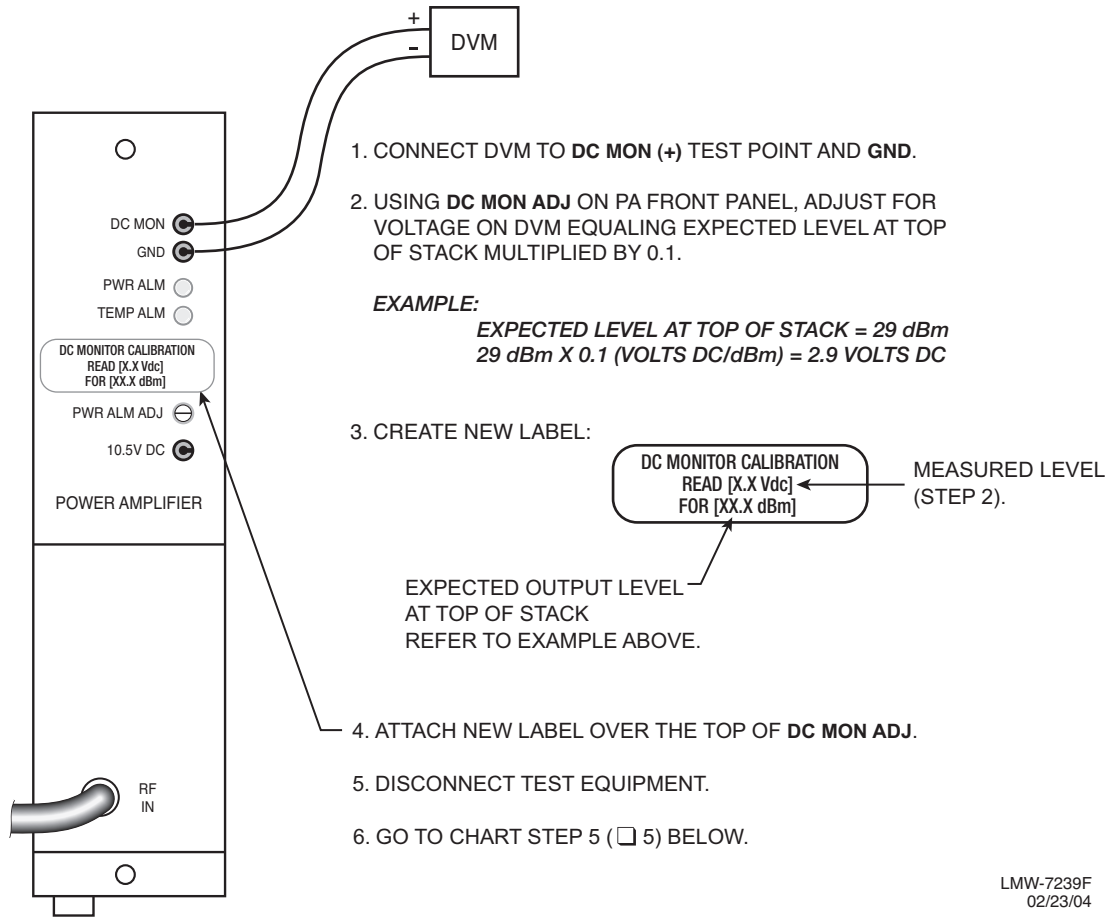 +
-
DVM
DC MON
GND
PWR ALM
TEMP ALM
DC MONITOR CALIBRATION
READ [X.X Vdc]
FOR [XX.X dBm]
PWR ALM ADJ
10.5V DC
POWER AMPLIFIER
RF
IN
1. CONNECT DVM TO DC MON (+) TEST POINT AND GND.
2. USING DC MON ADJ ON PA FRONT PANEL, ADJUST FOR
VOLTAGE ON DVM EQUALING EXPECTED LEVEL AT TOP
OF STACK MULTIPLIED BY 0.1.
EXAMPLE:
EXPECTED LEVEL AT TOP OF STACK = 29 dBm
29 dBm X 0.1 (VOLTS DC/dBm) = 2.9 VOLTS DC
3. CREATE NEW LABEL:
DC MONITOR CALIBRATION
READ [X.X Vdc]
FOR [XX.X dBm]
MEASURED LEVEL
(STEP 2).
EXPECTED OUTPUT LEVEL
AT TOP OF STACK
REFER TO EXAMPLE ABOVE.
4. ATTACH NEW LABEL OVER THE TOP OF DC MON ADJ.
5. DISCONNECT TEST EQUIPMENT.
6. GO TO CHART STEP 5 (❏ 5) BELOW.
LMW-7239F
02/23/04